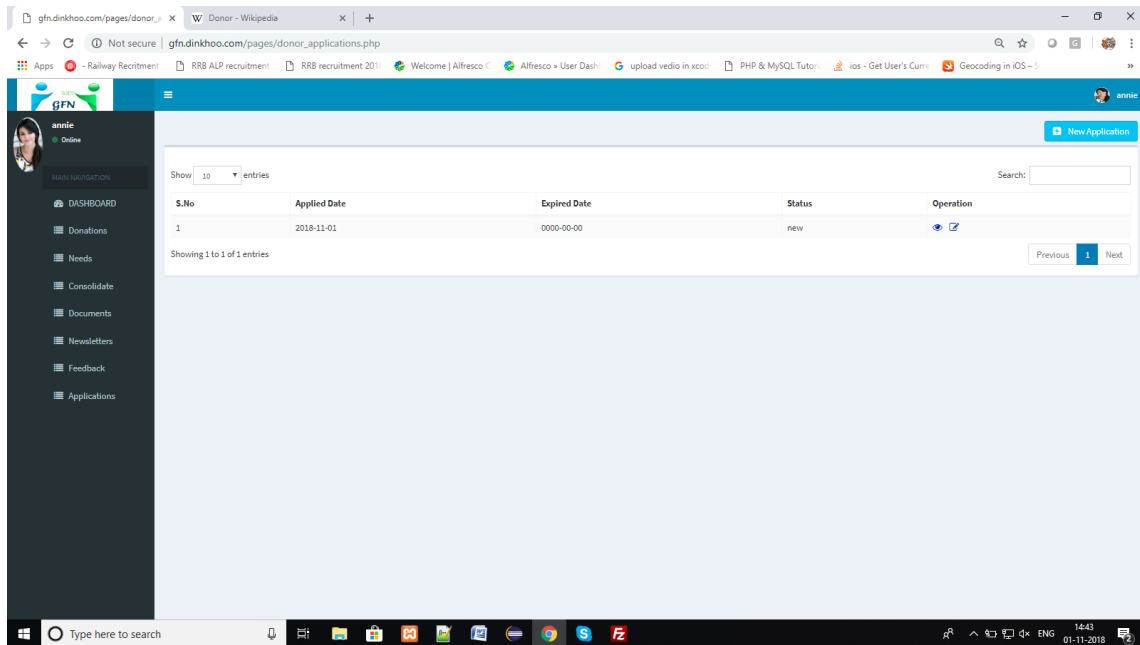 gfn.dinkhoo.com/pages/donor_a
W Donor - Wikipedia
Not secure | gfn.dinkhoo.com/pages/donor_applications.php
Apps - Railway Recritment RRB ALP recruitment RRB recruitment 201 Welcome | Alfresco C Alfresco » User Dash G upload vedio in xcod PHP & MySQL Tutori ios - Get User's Curre Geocoding in iOS – S »
GFN
annie
annie
Online
New Application
MAIN NAVIGATION
Show 10 entries
Search:
DASHBOARD
Donations
Needs
Consolidate
Documents
Newsletters
Feedback
Applications
S.No Applied Date Expired Date Status Operation
1 2018-11-01 0000-00-00 new
Showing 1 to 1 of 1 entries
Previous 1 Next
Type here to search
ENG
14:43
01-11-2018
2